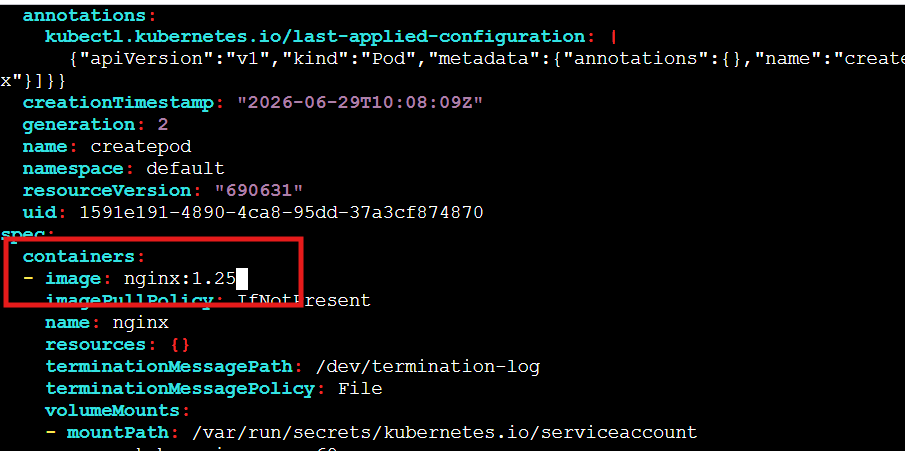 annotations:
kubectl.kubernetes.io/last-applied-configuration: |
{"apiVersion":"v1","kind":"Pod","metadata":{"annotations":{},"name":"create
x"}]}}
creationTimestamp: "2026-06-29T10:08:09Z"
generation: 2
name: createpod
namespace: default
resourceVersion: "690631"
uid: 1591e191-4890-4ca8-95dd-37a3cf874870
spec:
containers:
- image: nginx:1.25
imagePullPolicy: IfNotPresent
name: nginx
resources: {}
terminationMessagePath: /dev/termination-log
terminationMessagePolicy: File
volumeMounts:
- mountPath: /var/run/secrets/kubernetes.io/serviceaccount